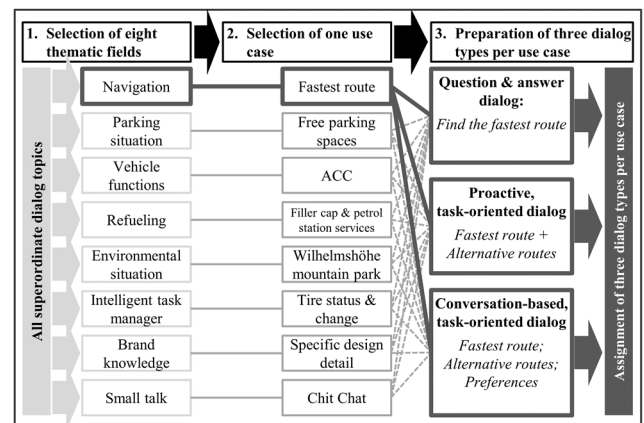 1. Selection of eight
thematic fields
2. Selection of one use
case
3. Preparation of three dialog
types per use case
All superordinate dialog topics
Navigation
Parking
situation
Vehicle
functions
Refueling
Environmental
situation
Intelligent task
manager
Brand
knowledge
Small talk
Fastest route
Free parking
spaces
ACC
Filler cap & petrol
station services
Wilhelmshöhe
mountain park
Tire status &
change
Specific design
detail
Chit Chat
Question & answer
dialog:
Find the fastest route
Proactive,
task-oriented dialog
Fastest route +
Alternative routes
Conversation-based,
task-oriented dialog
Fastest route;
Alternative routes;
Preferences
Assignment of three dialog types per use case